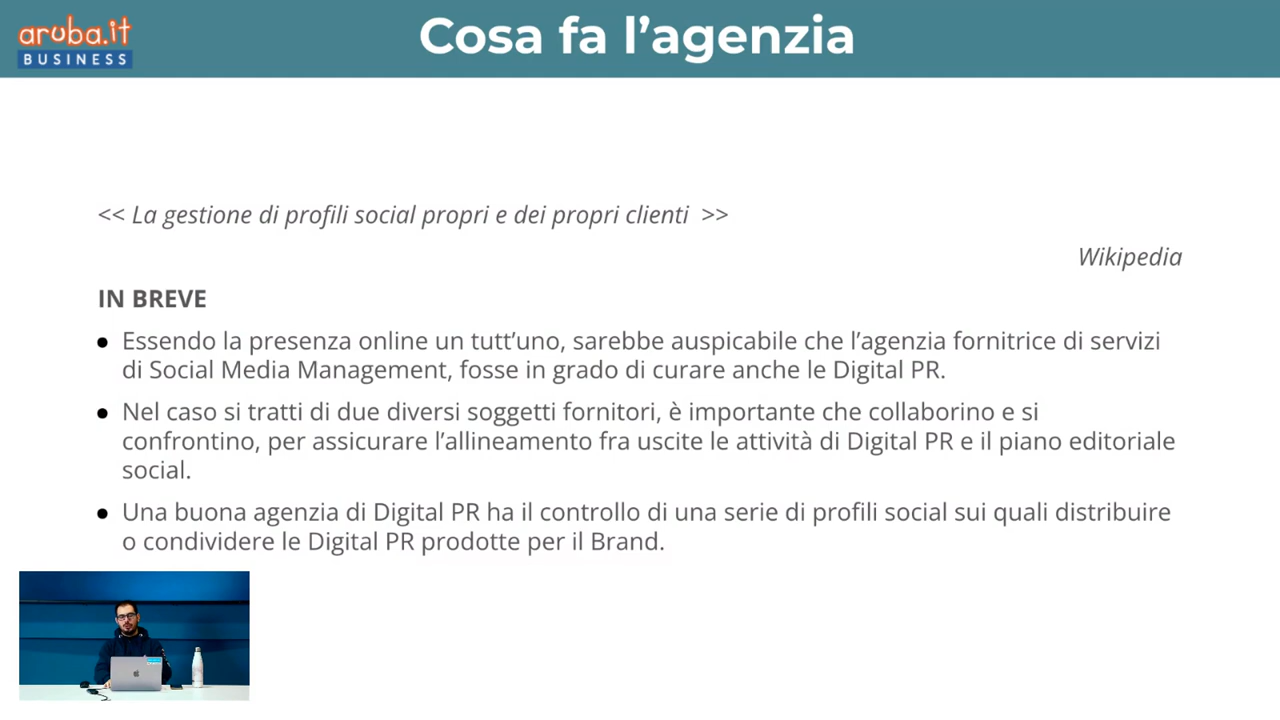 aruba.it
BUSINESS
Cosa fa l’agenzia
<< La gestione di profili social propri e dei propri clienti >>
Wikipedia
IN BREVE
● Essendo la presenza online un tutt’uno, sarebbe auspicabile che l’agenzia fornitrice di servizi
di Social Media Management, fosse in grado di curare anche le Digital PR.
● Nel caso si tratti di due diversi soggetti fornitori, è importante che collaborino e si
confrontino, per assicurare l’allineamento fra uscite le attività di Digital PR e il piano editoriale
social.
● Una buona agenzia di Digital PR ha il controllo di una serie di profili social sui quali distribuire
o condividere le Digital PR prodotte per il Brand.